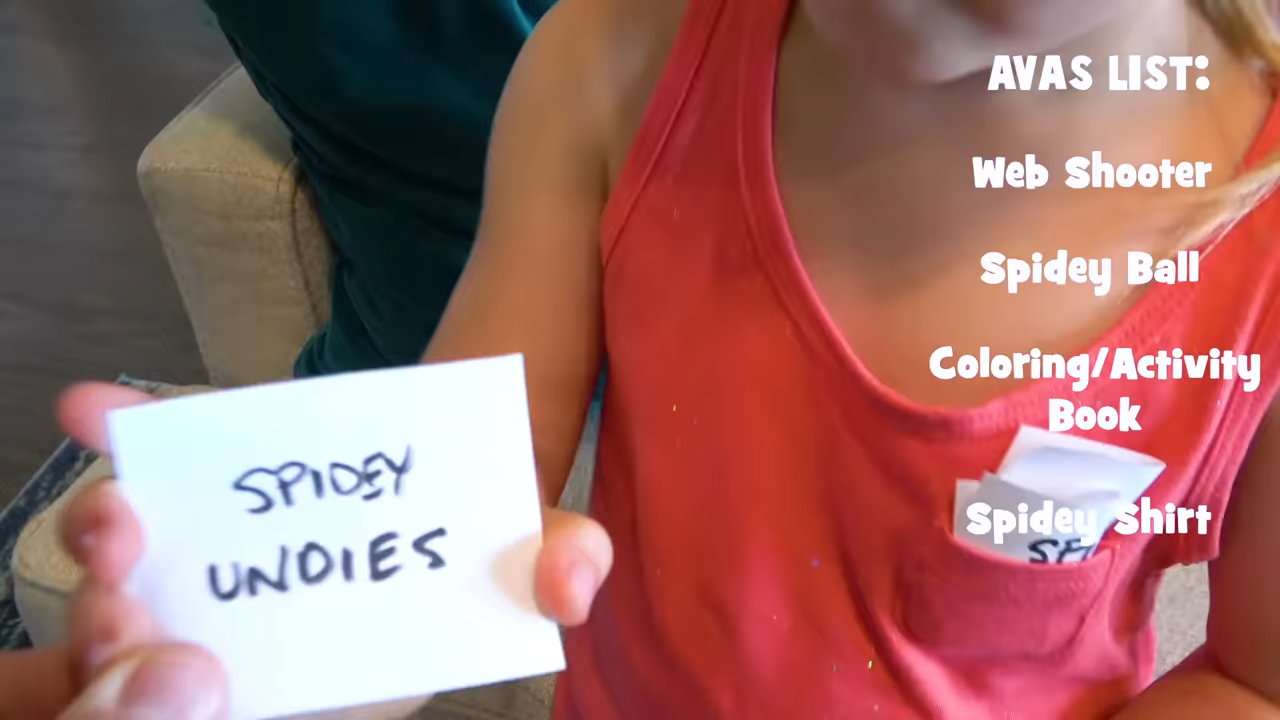 AVAS LIST:
Web Shooter
Spidey Ball
Coloring/Activity
Book
Spidey Shirt
SPIDEY
UNDIES